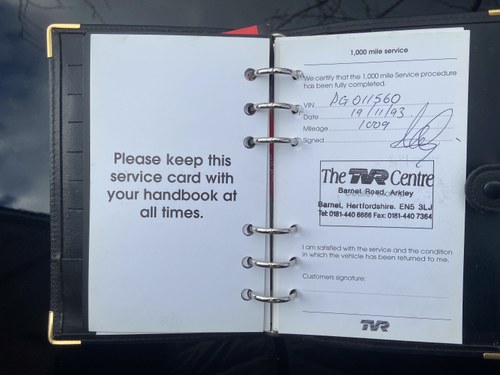 Please keep this
service card with
your handbook at
all times.
1,000 mile service
We certify that the 1,000 mile Service procedure
has been fully completed.
VIN PG 011560
Date 19/11/93
Mileage 1009
Signed
The TVR Centre
Barnet Road, Arkley
Barnet, Hertfordshire. EN5 3LJ
Tel: 0181-440 6666 Fax: 0181-440 7364
I am satisfied with the service and the condition
in which the vehicle has been returned to me.
Customers signature:
TVR